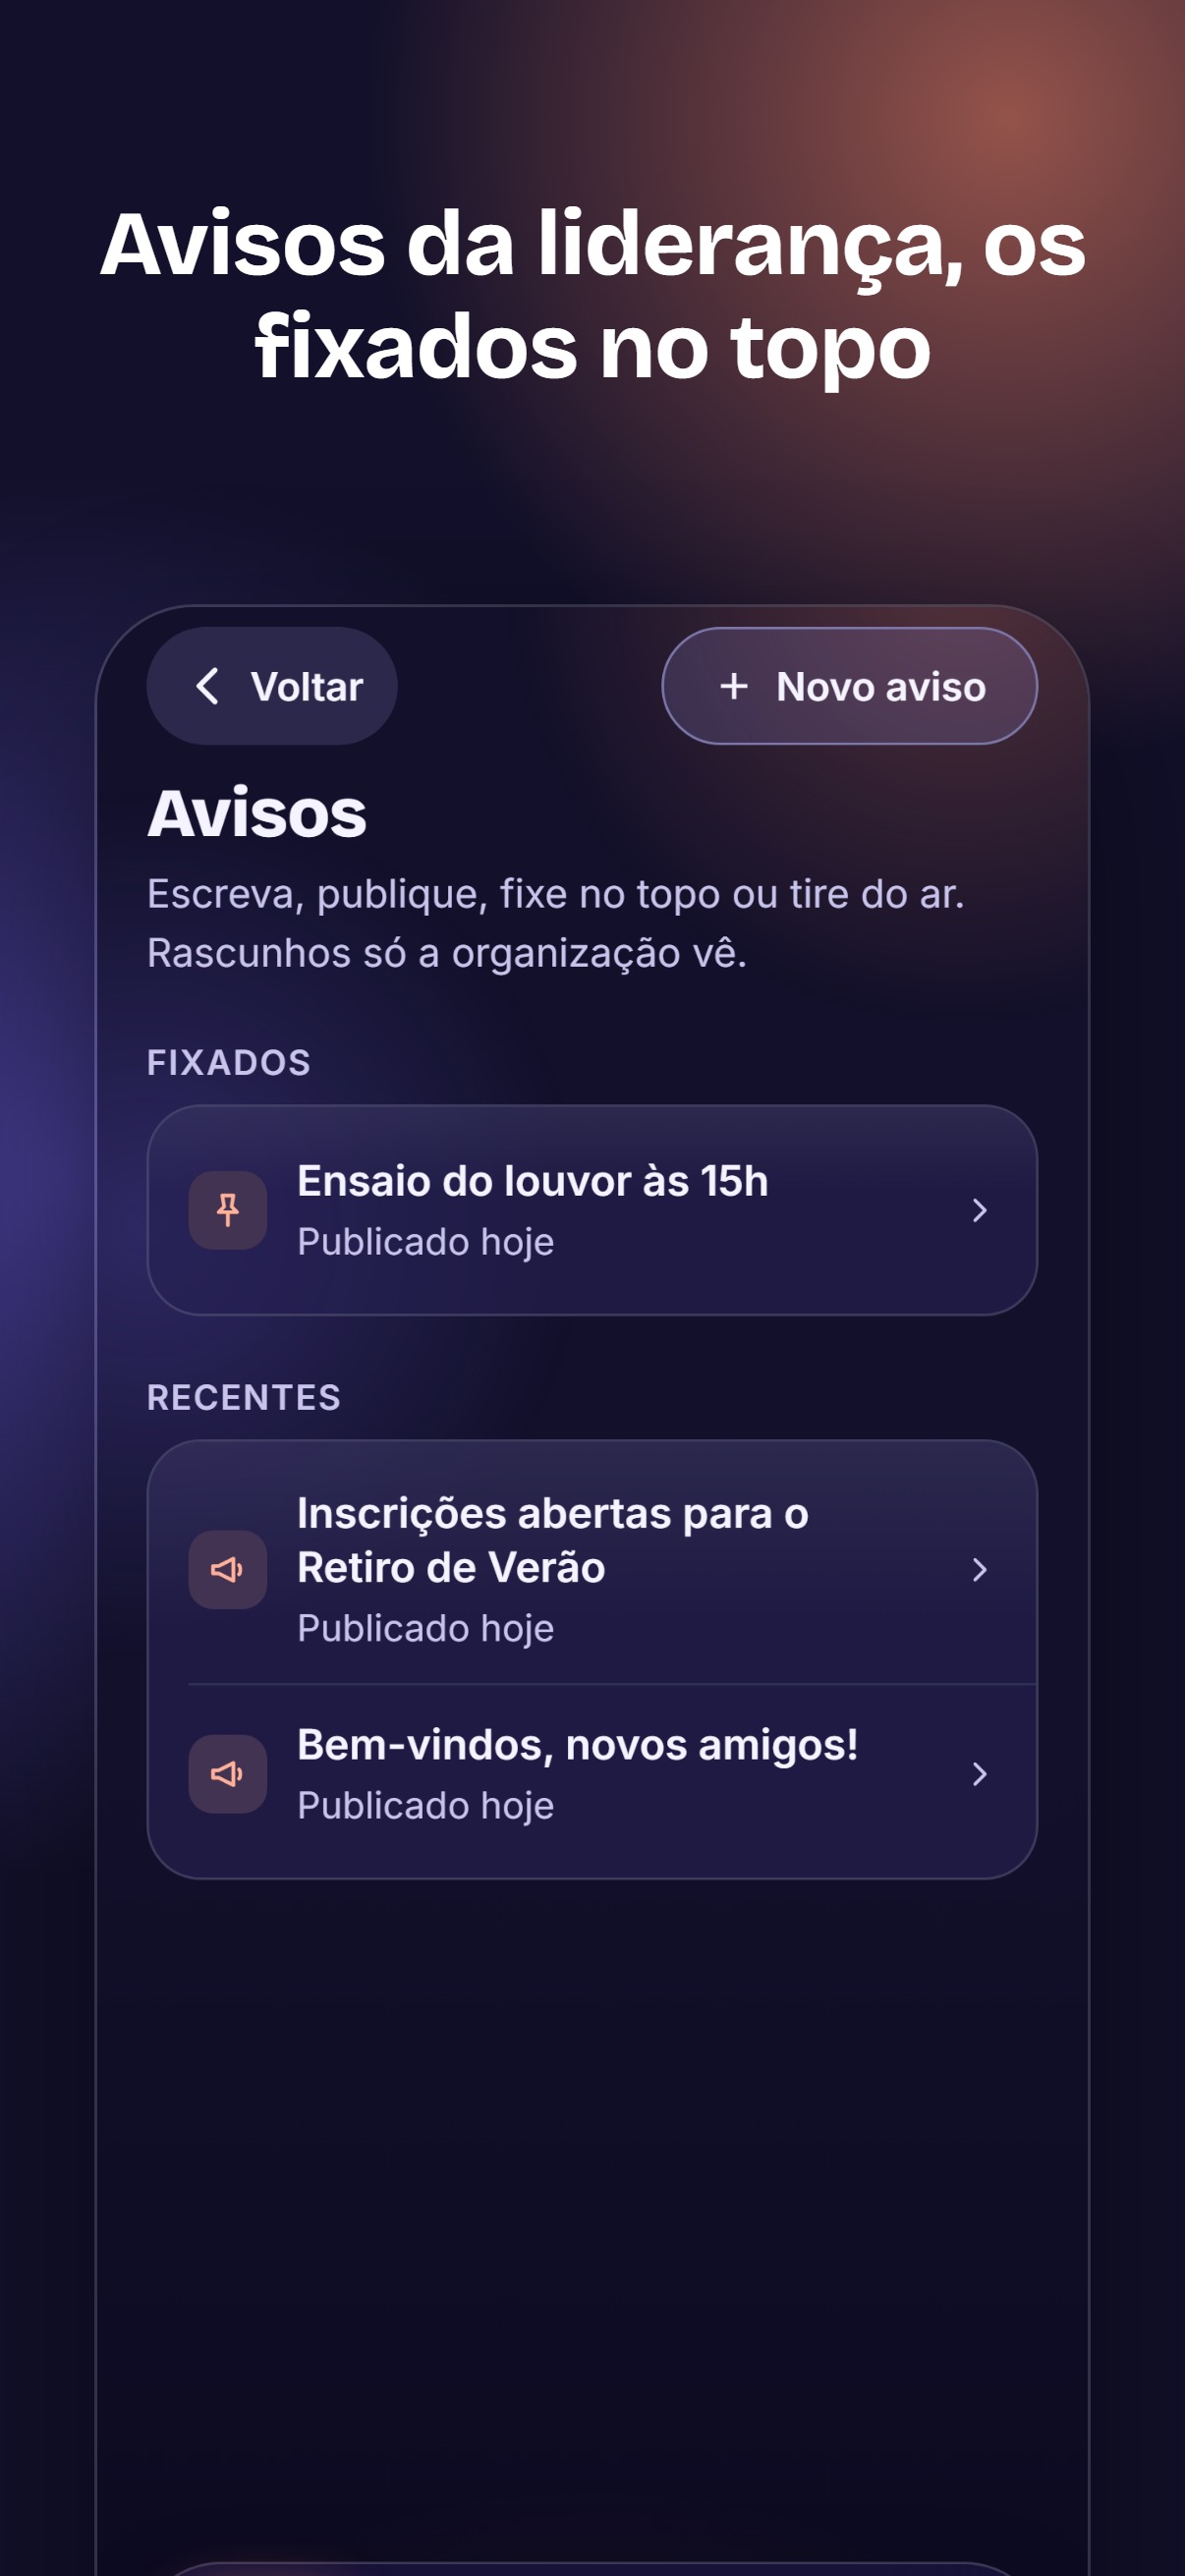 Avisos da liderança, os
fixados no topo
Voltar
+ Novo aviso
Avisos
Escreva, publique, fixe no topo ou tire do ar.
Rascunhos só a organização vê.
FIXADOS
Ensaio do louvor às 15h
Publicado hoje
RECENTES
Inscrições abertas para o
Retiro de Verão
Publicado hoje
Bem-vindos, novos amigos!
Publicado hoje